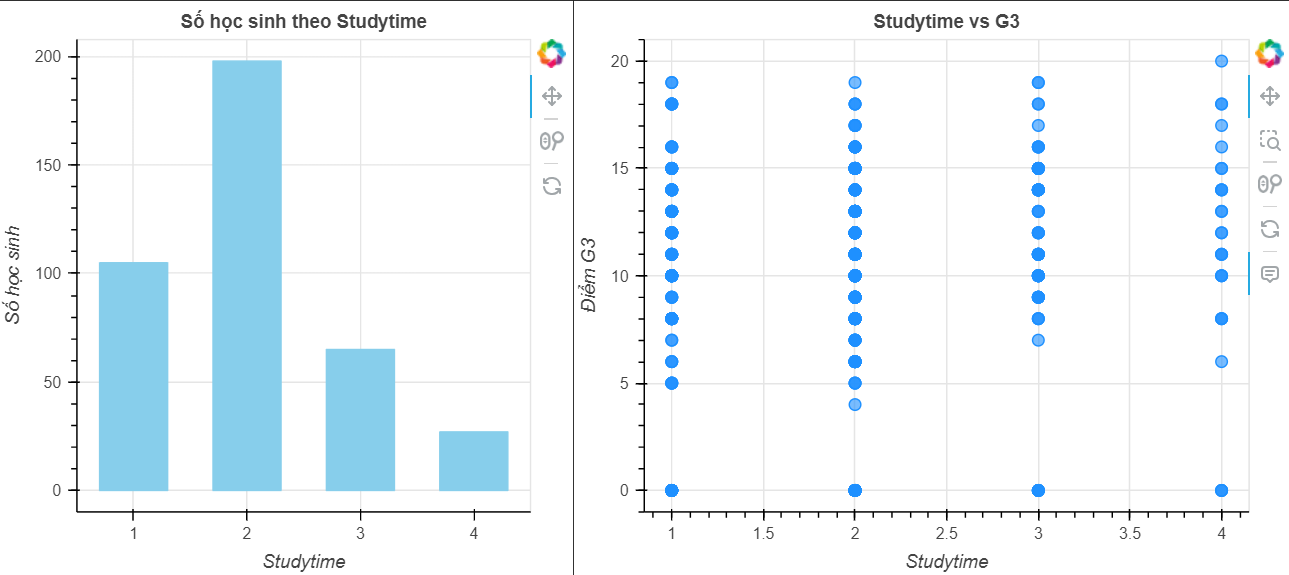 Số học sinh theo Studytime
Số học sinh
200
150
100
50
0
1 2 3 4
Studytime
Studytime vs G3
Điểm G3
20
15
10
5
0
1 1.5 2 2.5 3 3.5 4
Studytime